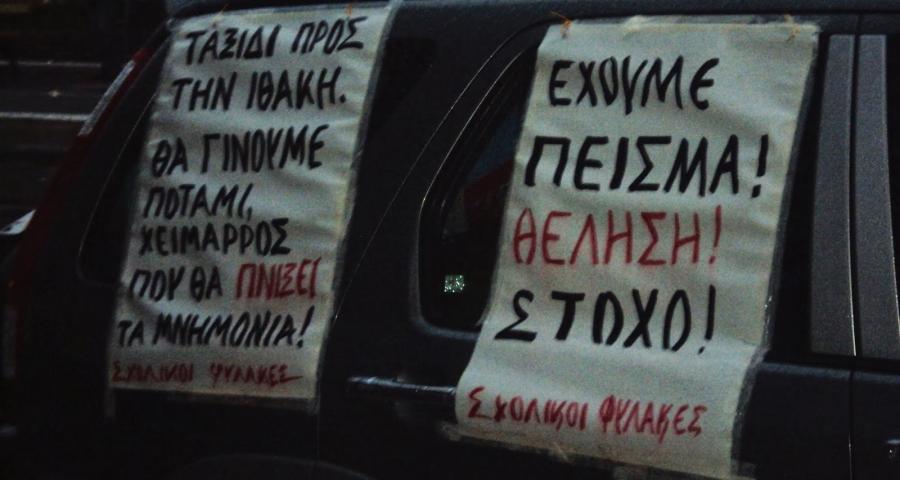 ΤΑΞΙΔΙ ΠΡΟΣ
ΤΗΝ ΙΘΑΚΗ.
ΘΑ ΓΙΝΟΥΜΕ
ΠΟΤΑΜΙ,
ΧΕΙΜΑΡΡΟΣ
ΠΟΥ ΘΑ ΠΝΙΞΕΙ
ΤΑ ΜΝΗΜΟΝΙΑ!
ΣΧΟΛΙΚΟΙ ΦΥΛΑΚΕΣ
ΕΧΟΥΜΕ
ΠΕΙΣΜΑ!
ΘΕΛΗΣΗ!
ΣΤΟΧΟ!
ΣΧΟΛΙΚΟΙ ΦΥΛΑΚΕΣ